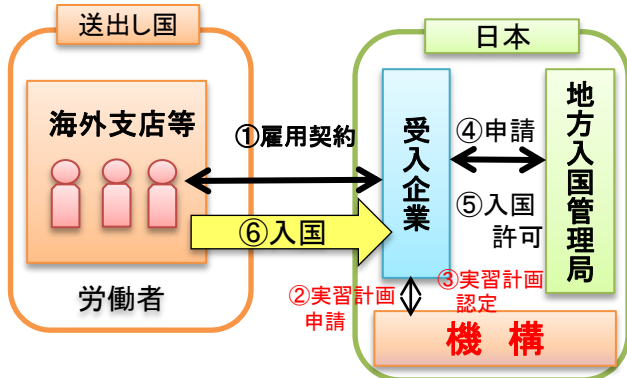 送出し国
日本
海外支店等
労働者
①雇用契約
⑥入国
受入企業
④申請
⑤入国
許可
地方入国管理局
②実習計画
申請
③実習計画
認定
機構